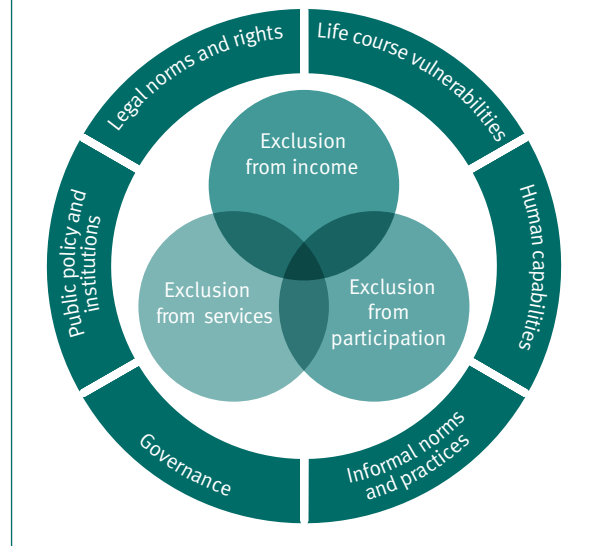 Legal norms and rights
Life course vulnerabilities
Human capabilities
Informal norms
and practices
Governance
Public policy and
institutions
Exclusion
from income
Exclusion
from services
Exclusion
from
participation